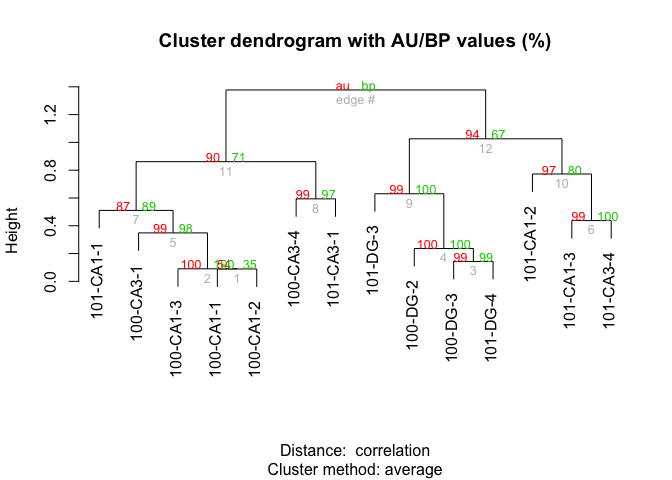 Cluster dendrogram with AU/BP values (%)
au bp
edge #
94 67
12
90 71
11
97 80
10
99 100
9
99 97
8
87 89
7
99 100
6
99 98
5
100 100
4
99 99
3
100 100
2
54 35
1
Height
0.0 0.4 0.8 1.2
101-CA1-1
100-CA3-1
100-CA1-3
100-CA1-1
100-CA1-2
100-CA3-4
101-CA3-1
101-DG-3
100-DG-2
100-DG-3
101-DG-4
101-CA1-2
101-CA1-3
101-CA3-4
Distance: correlation
Cluster method: average